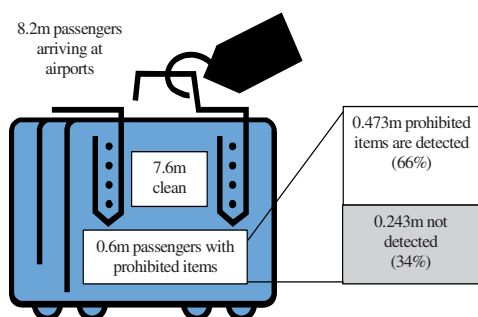 8.2m passengers
arriving at
airports
7.6m
clean
0.6m passengers with
prohibited items
0.473m prohibited
items are detected
(66%)
0.243m not
detected
(34%)